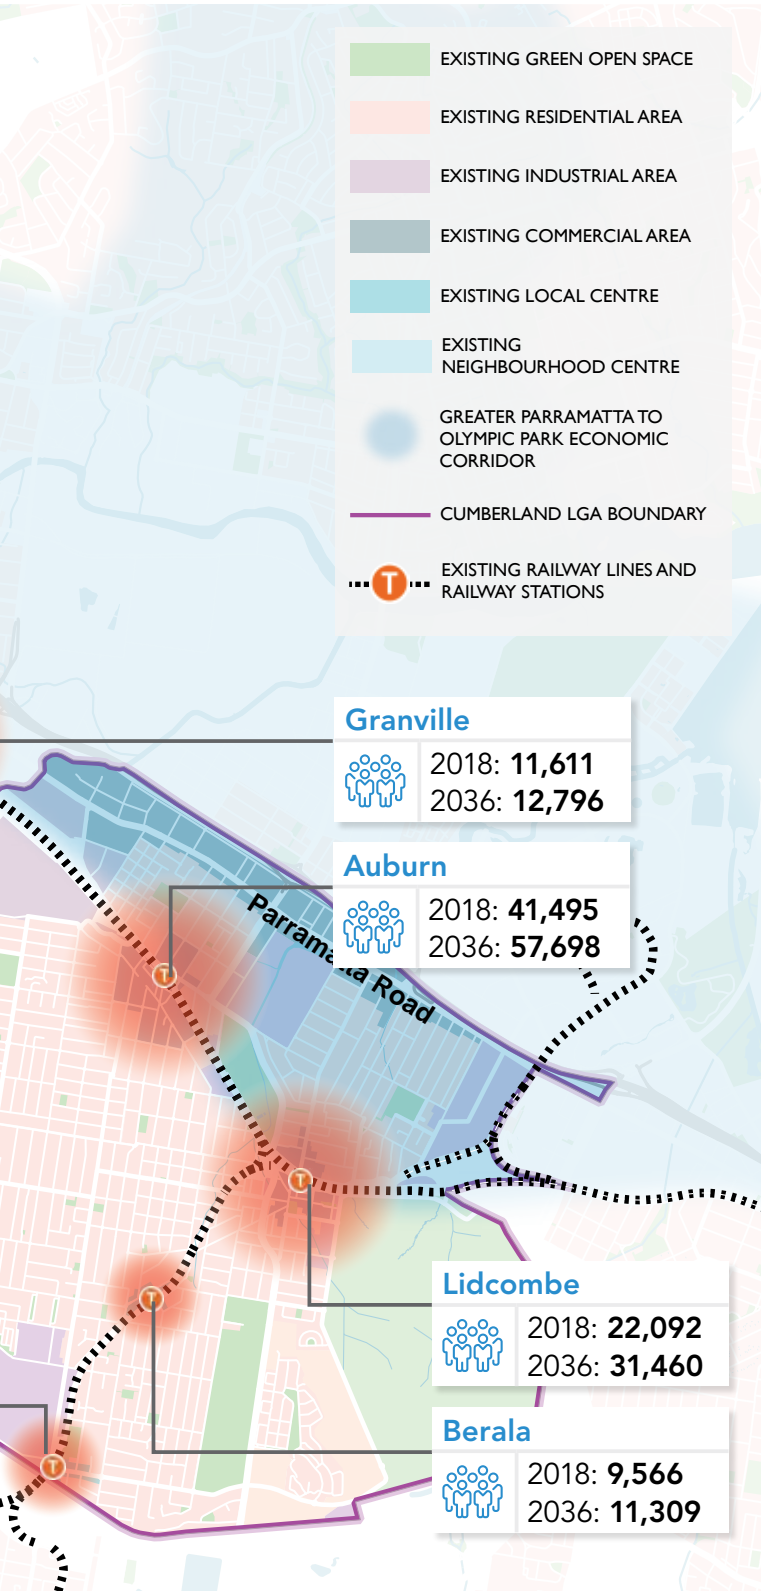 EXISTING GREEN OPEN SPACE
EXISTING RESIDENTIAL AREA
EXISTING INDUSTRIAL AREA
EXISTING COMMERCIAL AREA
EXISTING LOCAL CENTRE
EXISTING
NEIGHBOURHOOD CENTRE
GREATER PARRAMATTA TO
OLYMPIC PARK ECONOMIC
CORRIDOR
CUMBERLAND LGA BOUNDARY
T
EXISTING RAILWAY LINES AND
RAILWAY STATIONS
Granville
2018: 11,611
2036: 12,796
Auburn
2018: 41,495
2036: 57,698
Parramatta Road
T
T
Lidcombe
2018: 22,092
2036: 31,460
T
Berala
2018: 9,566
2036: 11,309
T